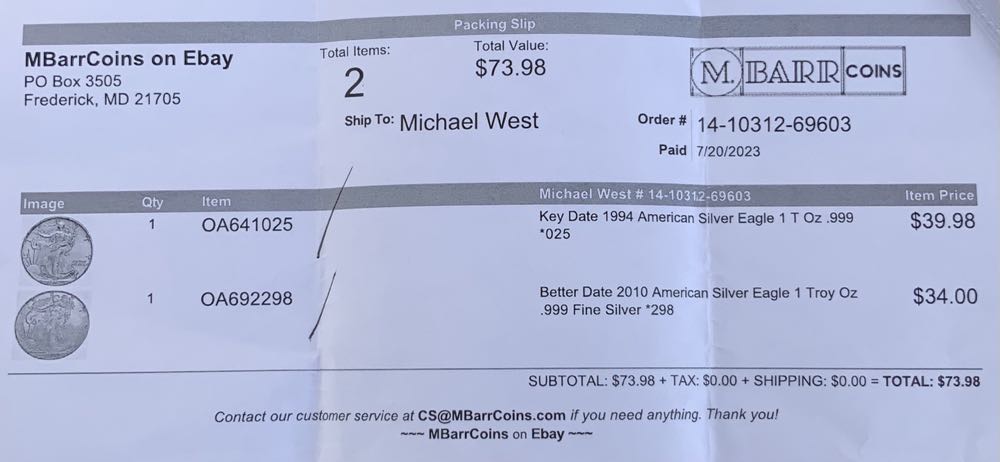 Packing Slip
MBarrCoins on Ebay
PO Box 3505
Frederick, MD 21705
Total Items:
2
Total Value:
$73.98
M. BARR COINS
Ship To: Michael West
Order # 14-10312-69603
Paid 7/20/2023
Image Qty Item Michael West # 14-10312-69603 Item Price
1 OA641025 Key Date 1994 American Silver Eagle 1 T Oz .999 $39.98
*025
1 OA692298 Better Date 2010 American Silver Eagle 1 Troy Oz $34.00
.999 Fine Silver *298
SUBTOTAL: $73.98 + TAX: $0.00 + SHIPPING: $0.00 = TOTAL: $73.98
Contact our customer service at CS@MBarrCoins.com if you need anything. Thank you!
~~~ MBarrCoins on Ebay ~~~